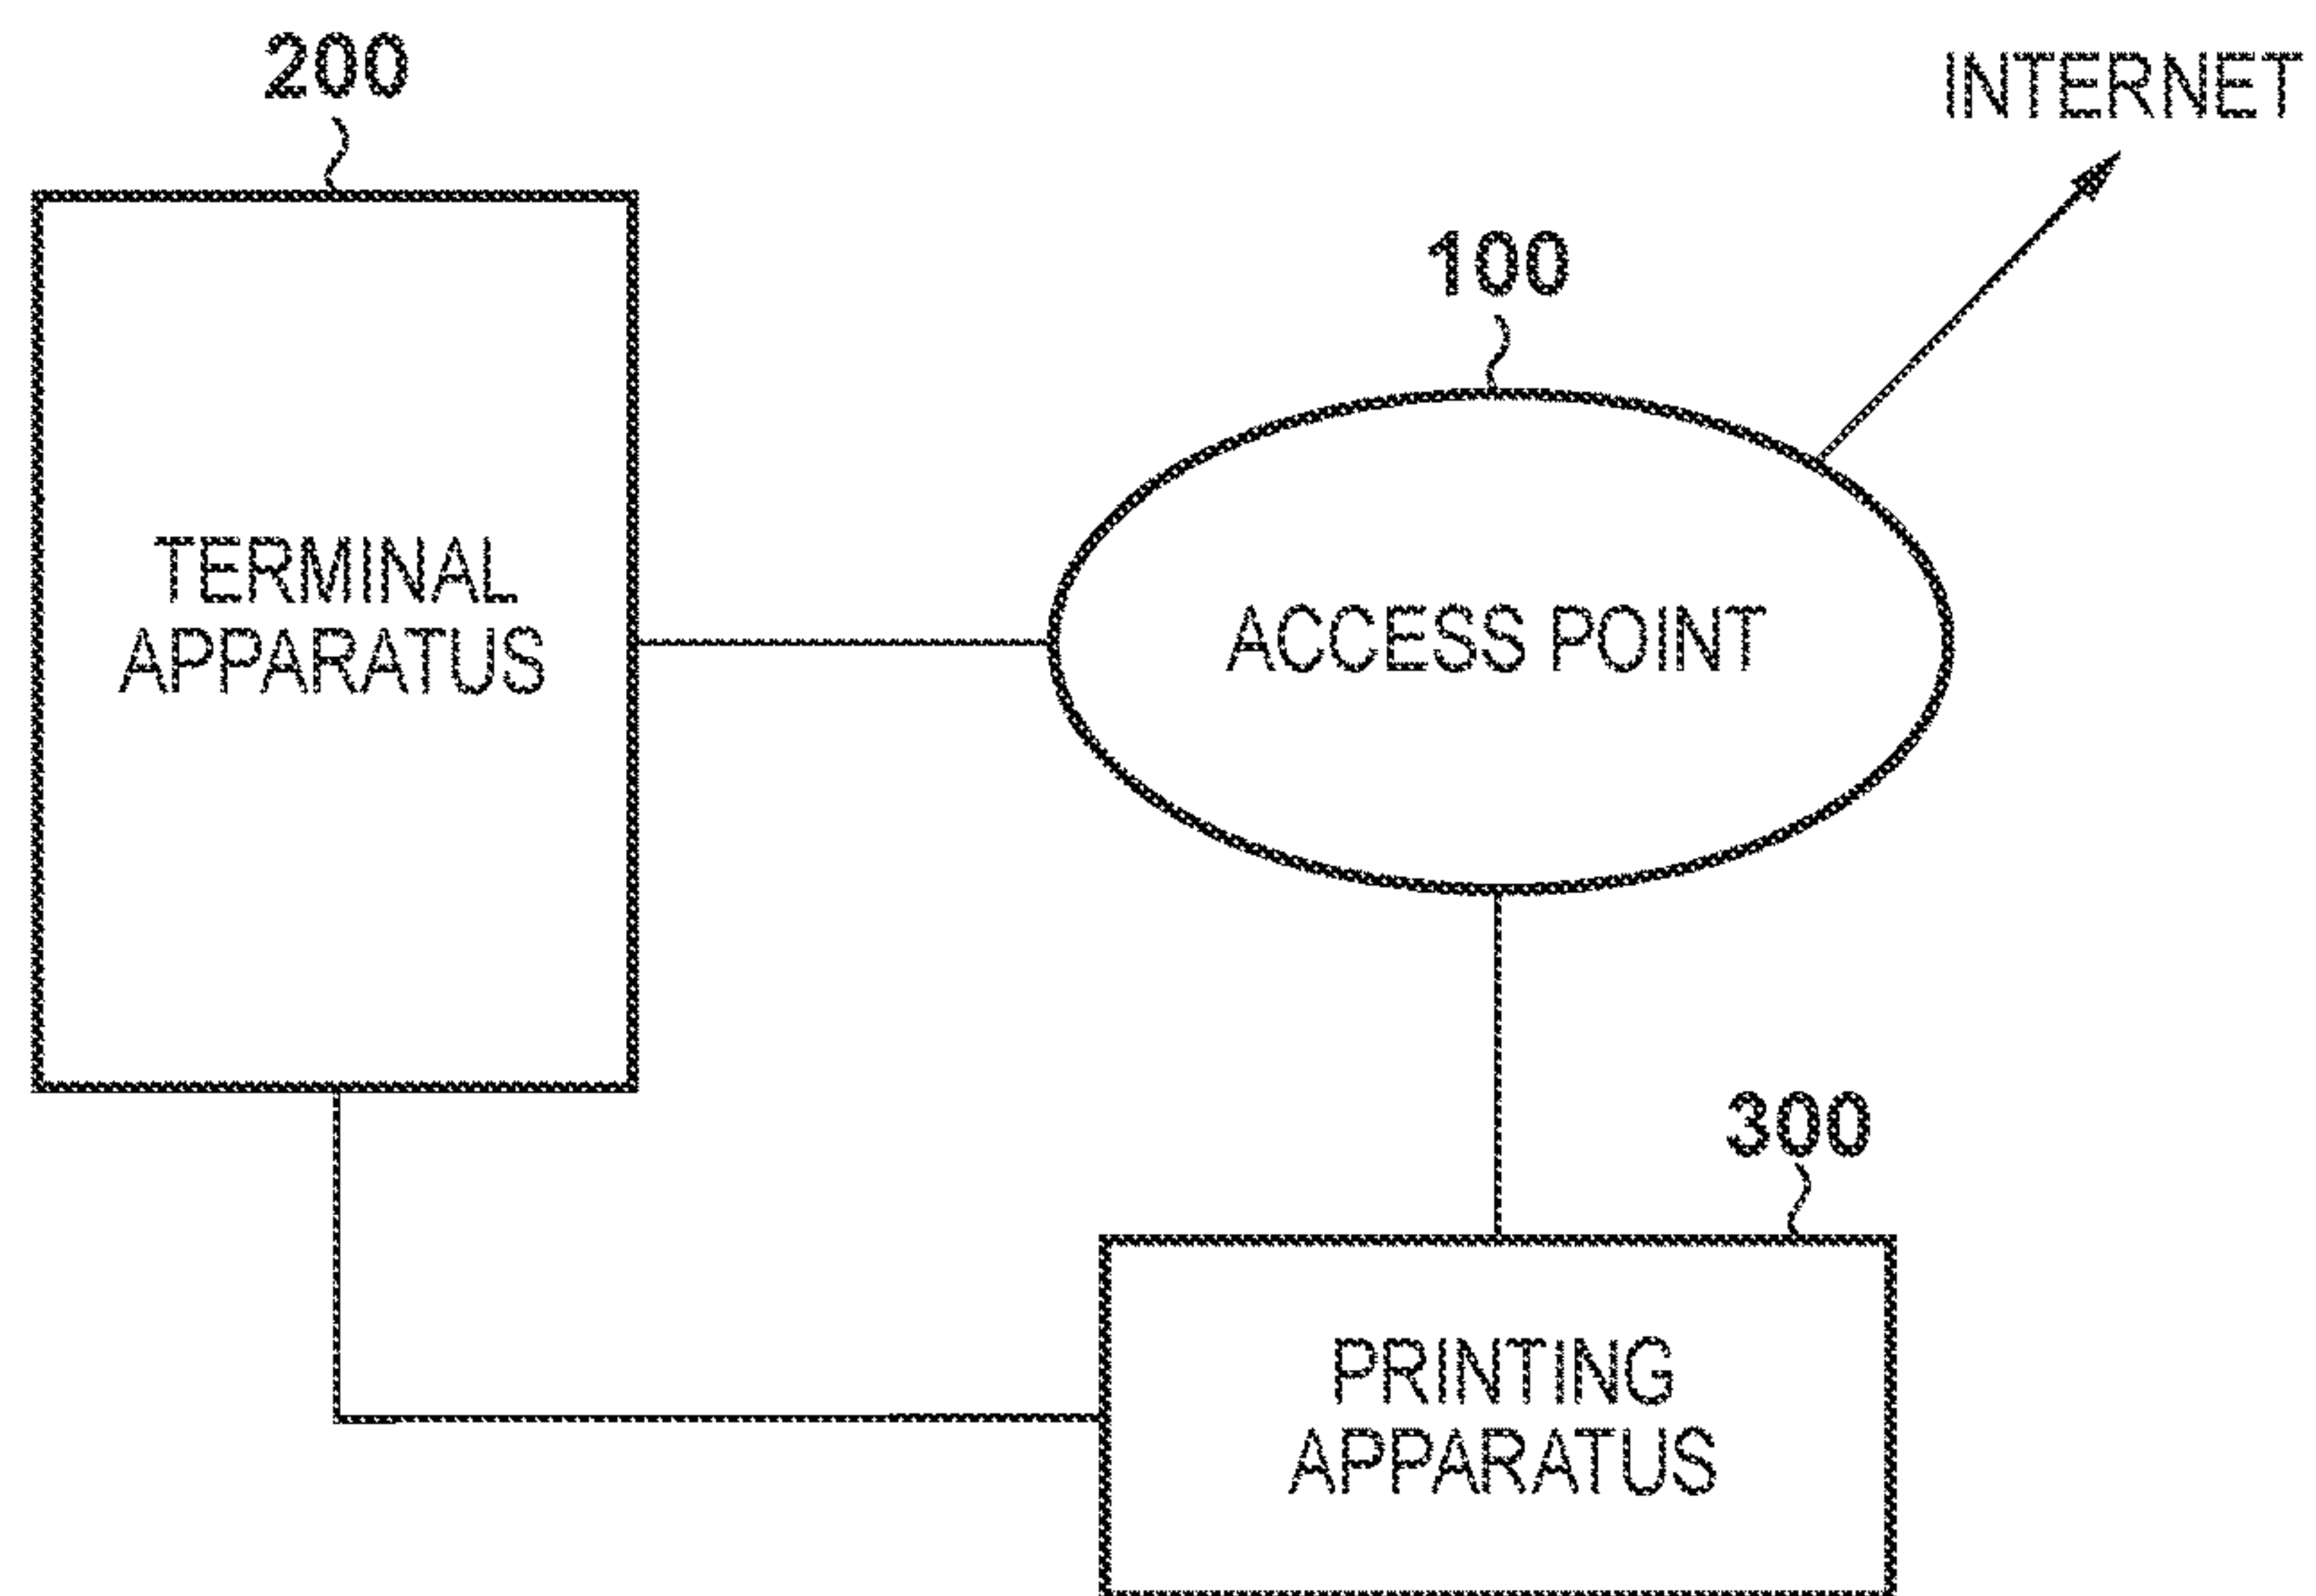 200
INTERNET
100
TERMINAL
APPARATUS
ACCESS POINT
300
PRINTING
APPARATUS